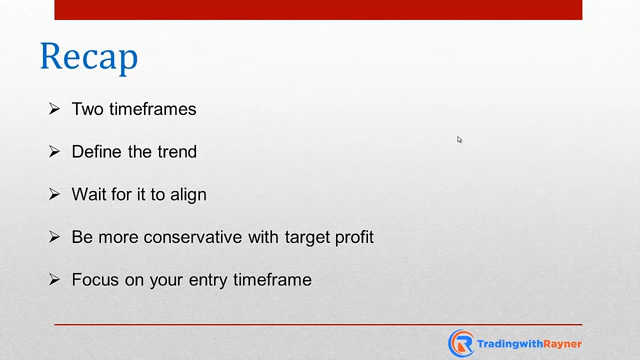 Recap
Two timeframes
Define the trend
Wait for it to align
Be more conservative with target profit
Focus on your entry timeframe
TradingwithRayner